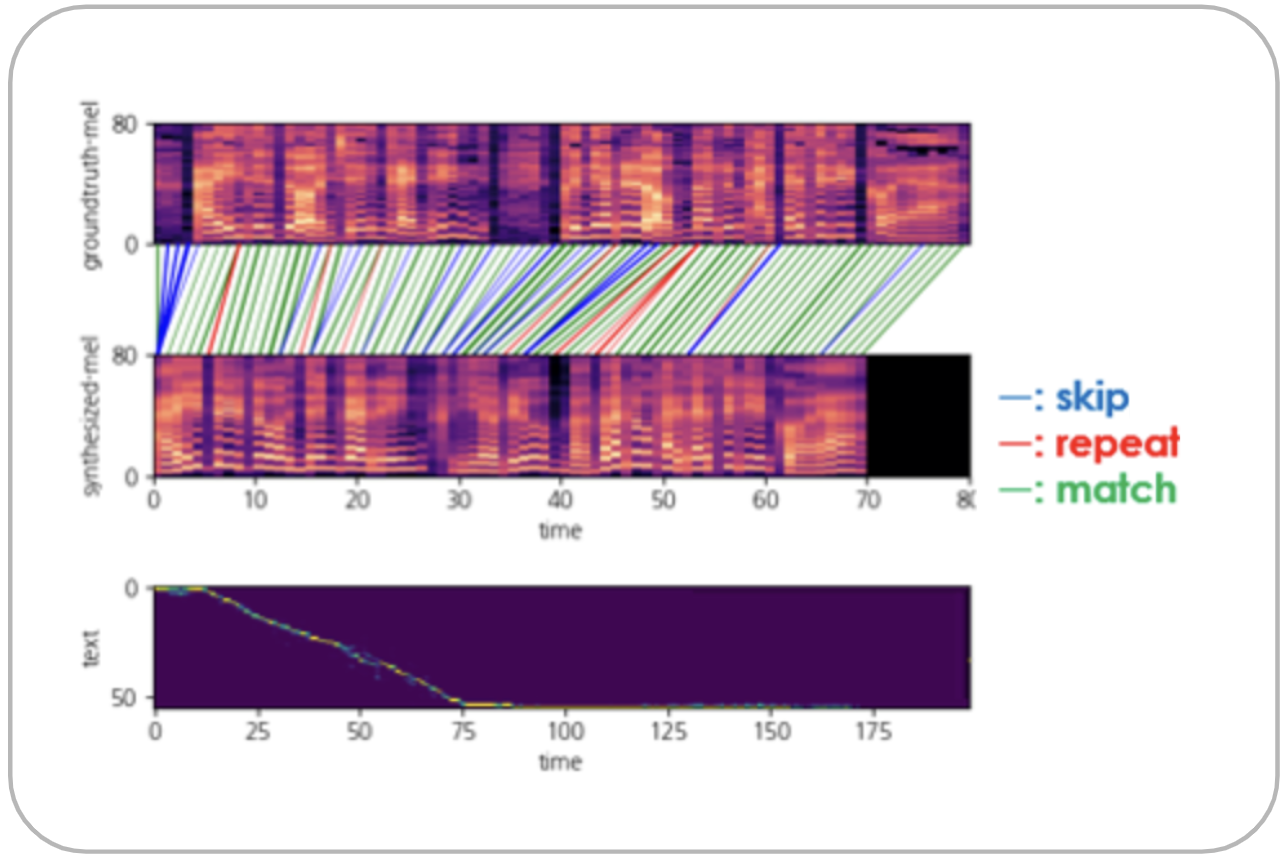 groundtruth-mel
80
0
synthesized-mel
80
0
0 10 20 30 40 50 60 70 80
time
—: skip
—: repeat
—: match
text
0
50
0 25 50 75 100 125 150 175
time